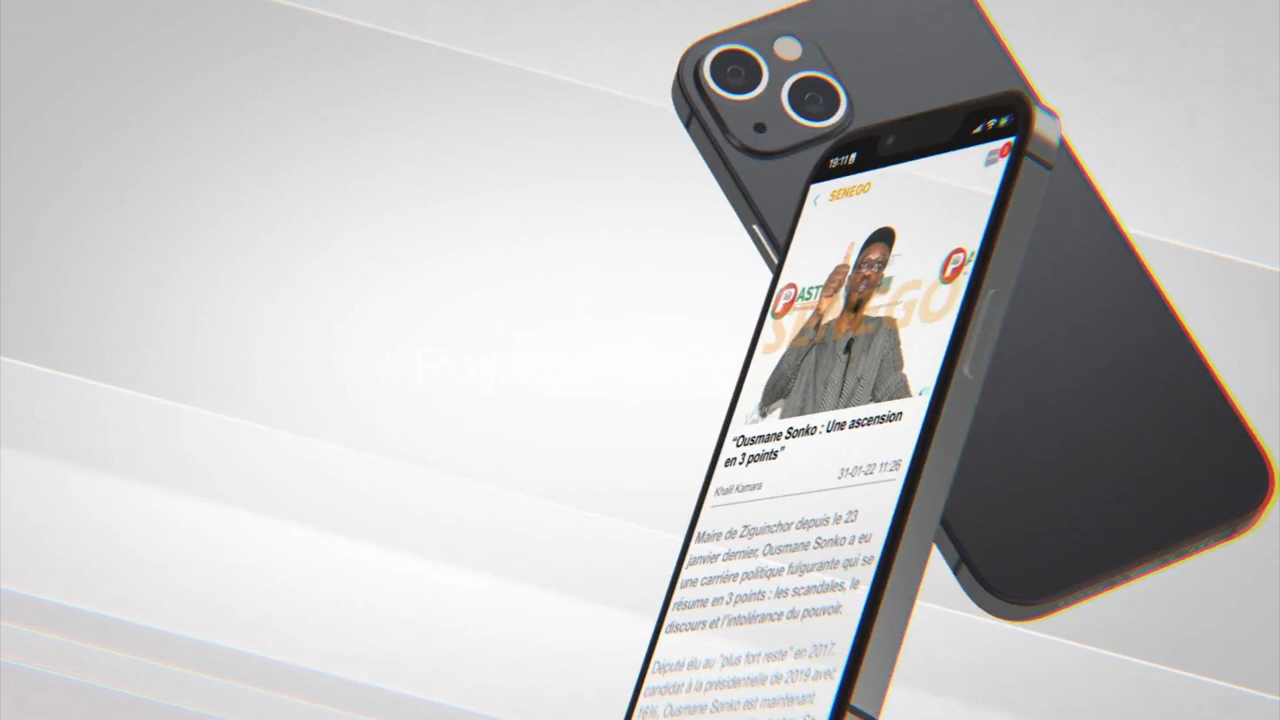 19:11
SENEGO
PAST
SENEGO
"Ousmane Sonko : Une ascension
en 3 points"
31-01-22 11:26
Khalil Kamara
Maire de Ziguinchor depuis le 23
janvier dernier, Ousmane Sonko a eu
une carrière politique fulgurante qui se
résume en 3 points : les scandales, le
discours et l'intolérance du pouvoir.
Député élu au "plus fort reste" en 2017,
candidat à la présidentielle de 2019 avec
16%, Ousmane Sonko est maintenant